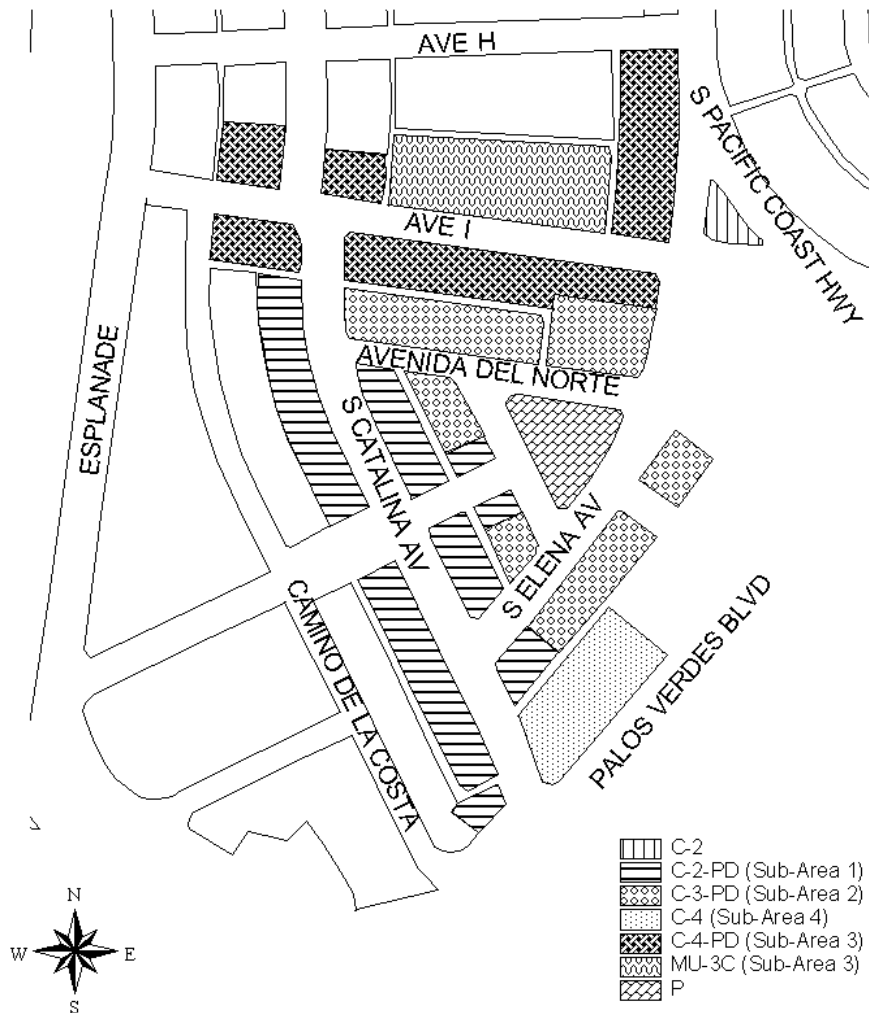 AVE H
S PACIFIC COAST HWY
AVE I
ESPLANADE
AVENIDA DEL NORTE
S CATALINA AV
S ELENA AV
CAMINO DE LA COSTA
PALOS VERDES BLVD
C-2
C-2-PD (Sub-Area 1)
C-3-PD (Sub-Area 2)
C-4 (Sub-Area 4)
C-4-PD (Sub-Area 3)
MU-3C (Sub-Area 3)
P
N
W E
S